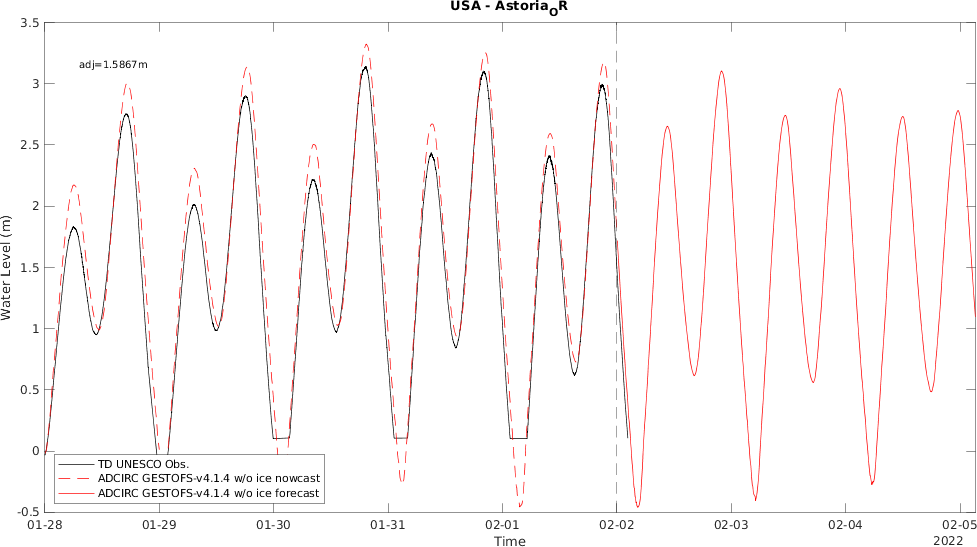 USA - Astoria_OR
3.5
3
2.5
2
1.5
1
0.5
0
-0.5
Water Level (m)
adj=1.5867m
TD UNESCO Obs.
ADCIRC GESTOFS-v4.1.4 w/o ice nowcast
ADCIRC GESTOFS-v4.1.4 w/o ice forecast
01-28 01-29 01-30 01-31 02-01 02-02 02-03 02-04 02-05
Time
2022